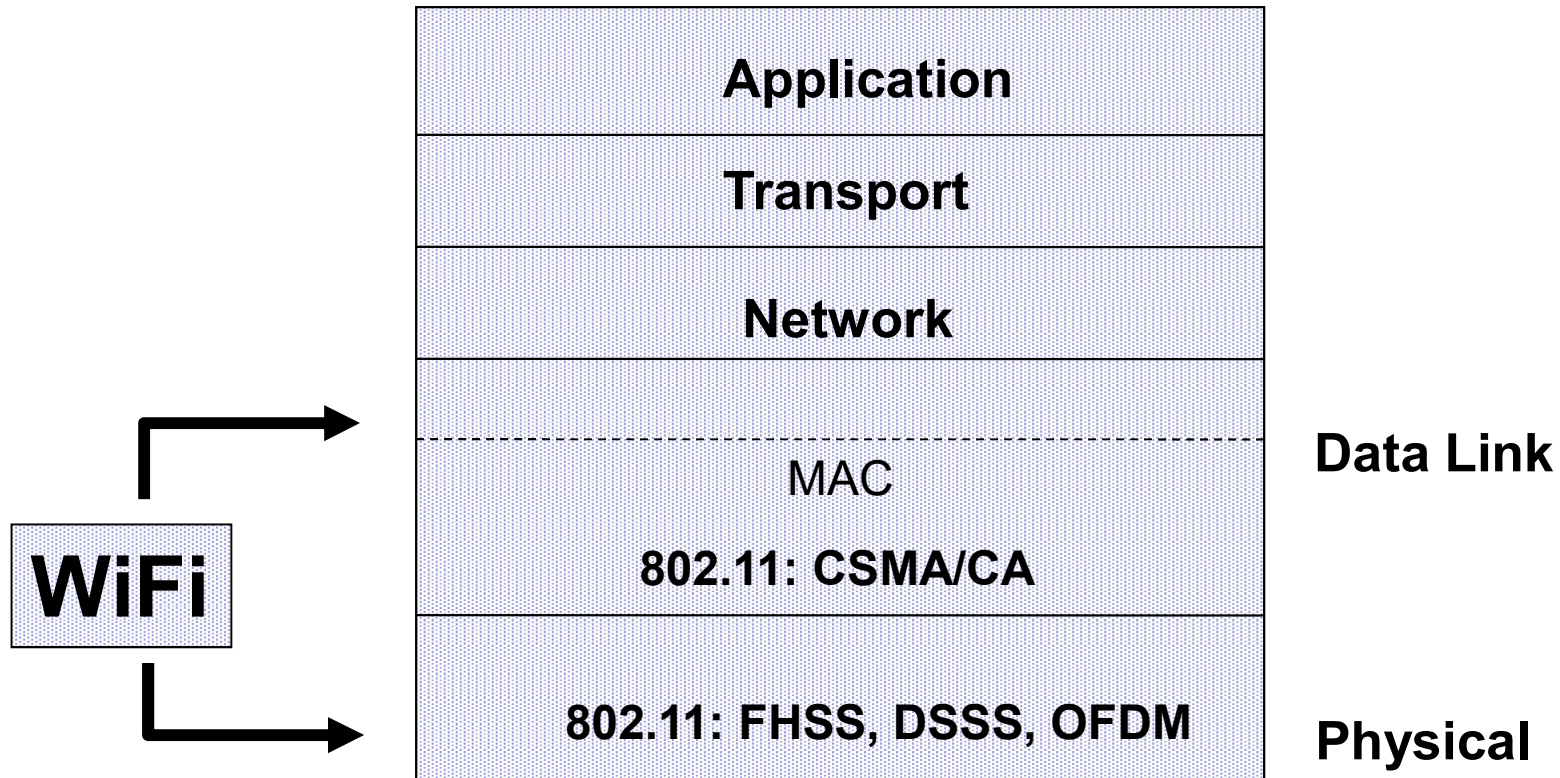 Application
Transport
Network
MAC
Data Link
802.11: CSMA/CA
WiFi
802.11: FHSS, DSSS, OFDM
Physical